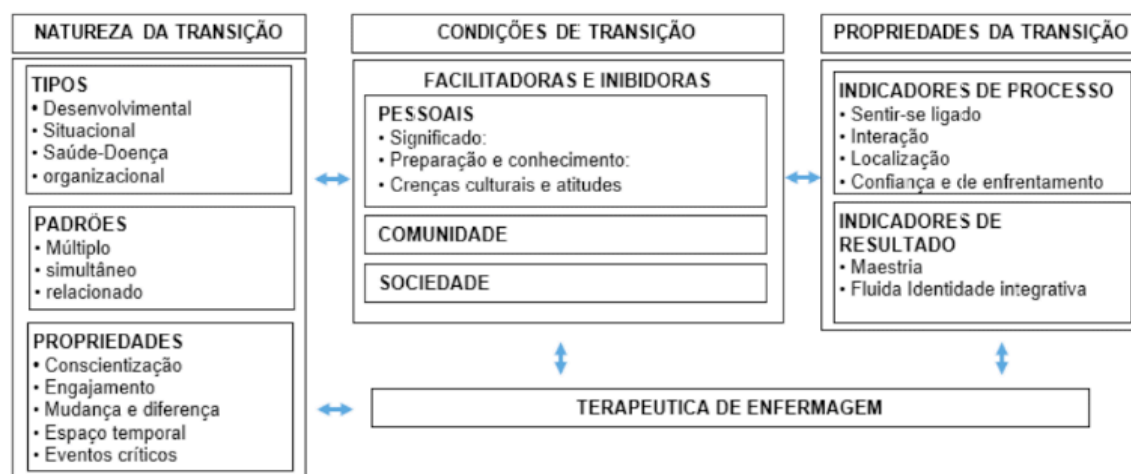 NATUREZA DA TRANSIÇÃO
TIPOS
• Desenvolvimental
• Situacional
• Saúde-Doença
• organizacional
PADRÕES
• Múltiplo
• simultâneo
• relacionado
PROPRIEDADES
• Conscientização
• Engajamento
• Mudança e diferença
• Espaço temporal
• Eventos críticos
CONDIÇÕES DE TRANSIÇÃO
FACILITADORAS E INIBIDORAS
PESSOAIS
• Significado:
• Preparação e conhecimento:
• Crenças culturais e atitudes
COMUNIDADE
SOCIEDADE
PROPRIEDADES DA TRANSIÇÃO
INDICADORES DE PROCESSO
• Sentir-se ligado
• Interação
• Localização
• Confiança e de enfrentamento
INDICADORES DE
RESULTADO
• Maestria
• Fluida Identidade integrativa
TERAPEUTICA DE ENFERMAGEM